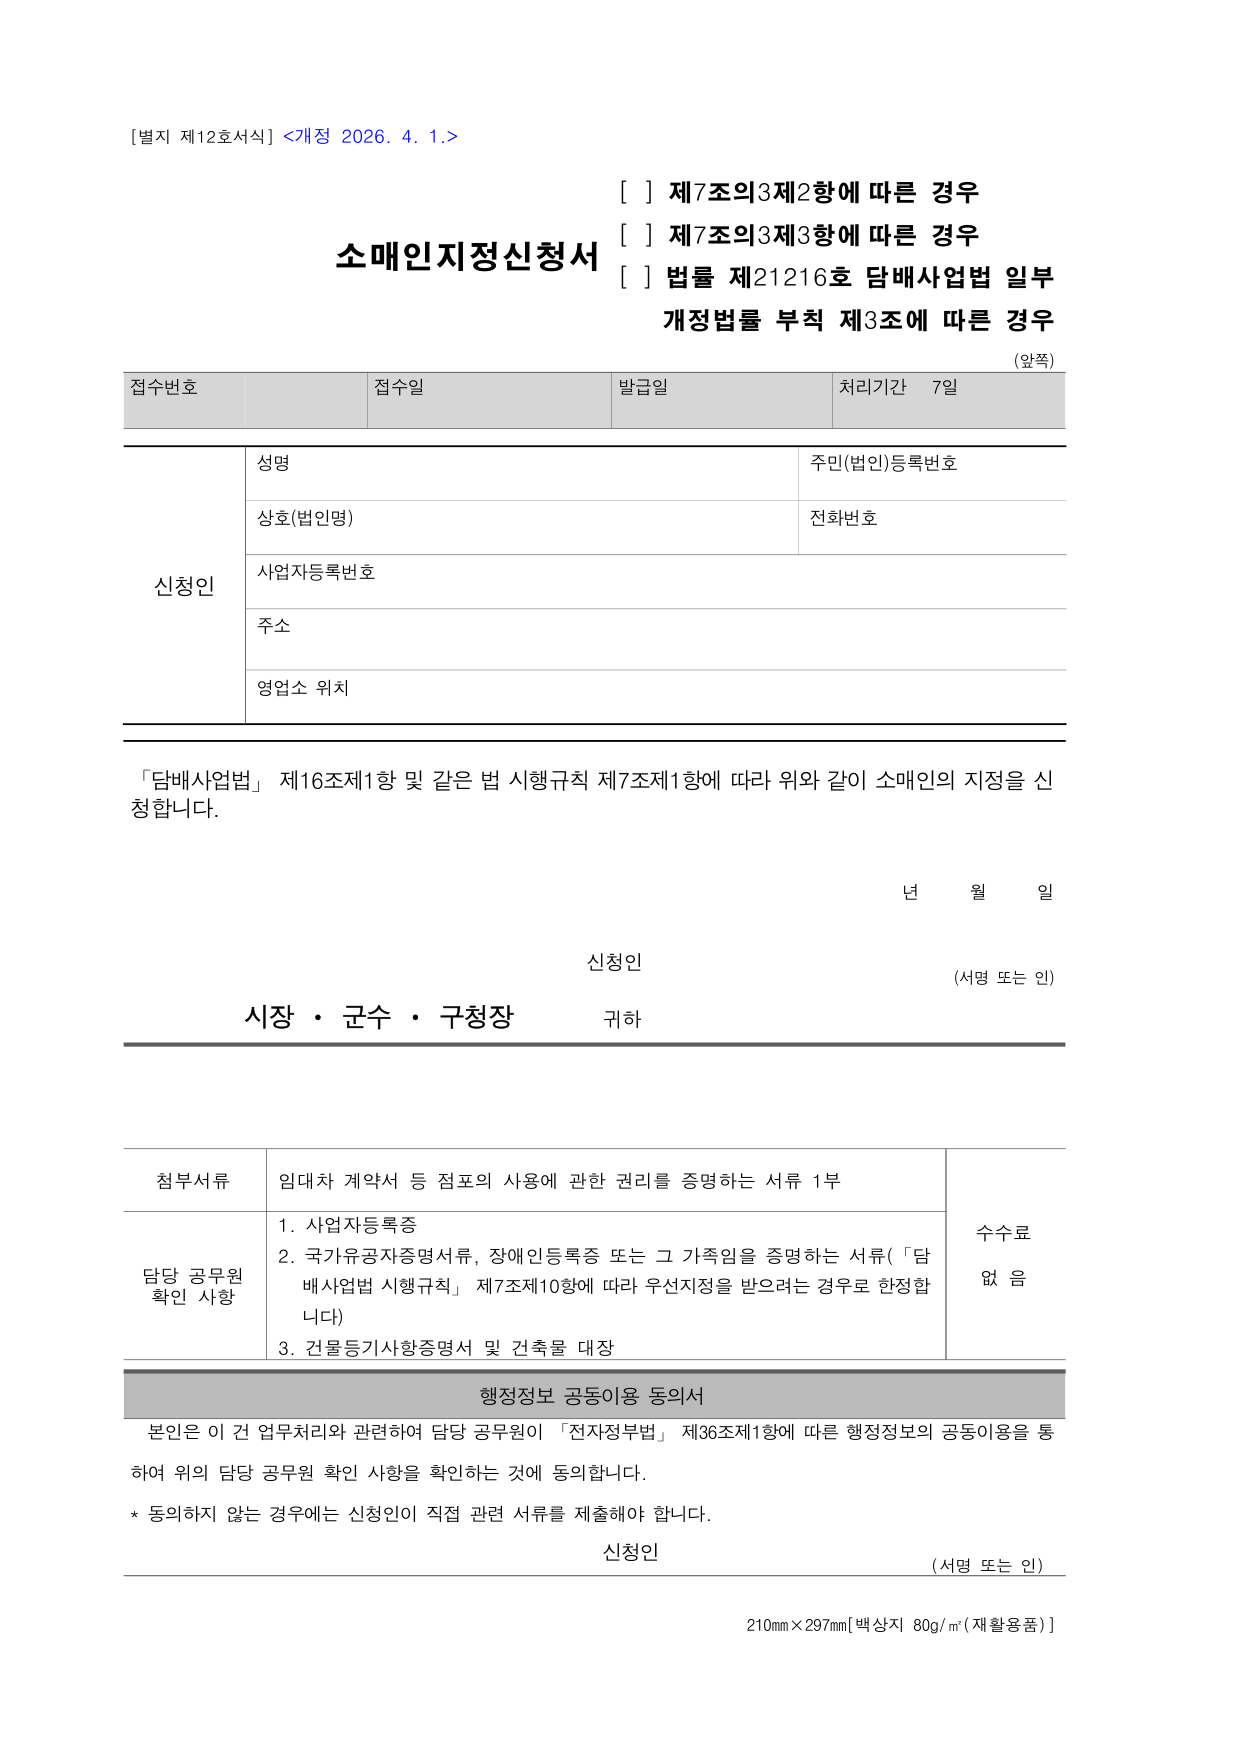 [별지 제12호서식] <개정 2026. 4. 1.>
소매인지정신청서
[ ] 제7조의3제2항에 따른 경우
[ ] 제7조의3제3항에 따른 경우
[ ] 법률 제21216호 담배사업법 일부
개정법률 부칙 제3조에 따른 경우
(앞쪽)
접수번호 접수일 발급일 처리기간 7일
신청인
성명 주민(법인)등록번호
상호(법인명) 전화번호
사업자등록번호
주소
영업소 위치
「담배사업법」 제16조제1항 및 같은 법 시행규칙 제7조제1항에 따라 위와 같이 소매인의 지정을 신
청합니다.
년 월 일
신청인 (서명 또는 인)
시장 · 군수 · 구청장 귀하
첨부서류 임대차 계약서 등 점포의 사용에 관한 권리를 증명하는 서류 1부
수수료
없 음
담당 공무원
확인 사항
1. 사업자등록증
2. 국가유공자증명서류, 장애인등록증 또는 그 가족임을 증명하는 서류(「담
배사업법 시행규칙」 제7조제10항에 따라 우선지정을 받으려는 경우로 한정합
니다)
3. 건물등기사항증명서 및 건축물 대장
행정정보 공동이용 동의서
본인은 이 건 업무처리와 관련하여 담당 공무원이 「전자정부법」 제36조제1항에 따른 행정정보의 공동이용을 통
하여 위의 담당 공무원 확인 사항을 확인하는 것에 동의합니다.
* 동의하지 않는 경우에는 신청인이 직접 관련 서류를 제출해야 합니다.
신청인 (서명 또는 인)
210㎜×297㎜[백상지 80g/㎡(재활용품)]